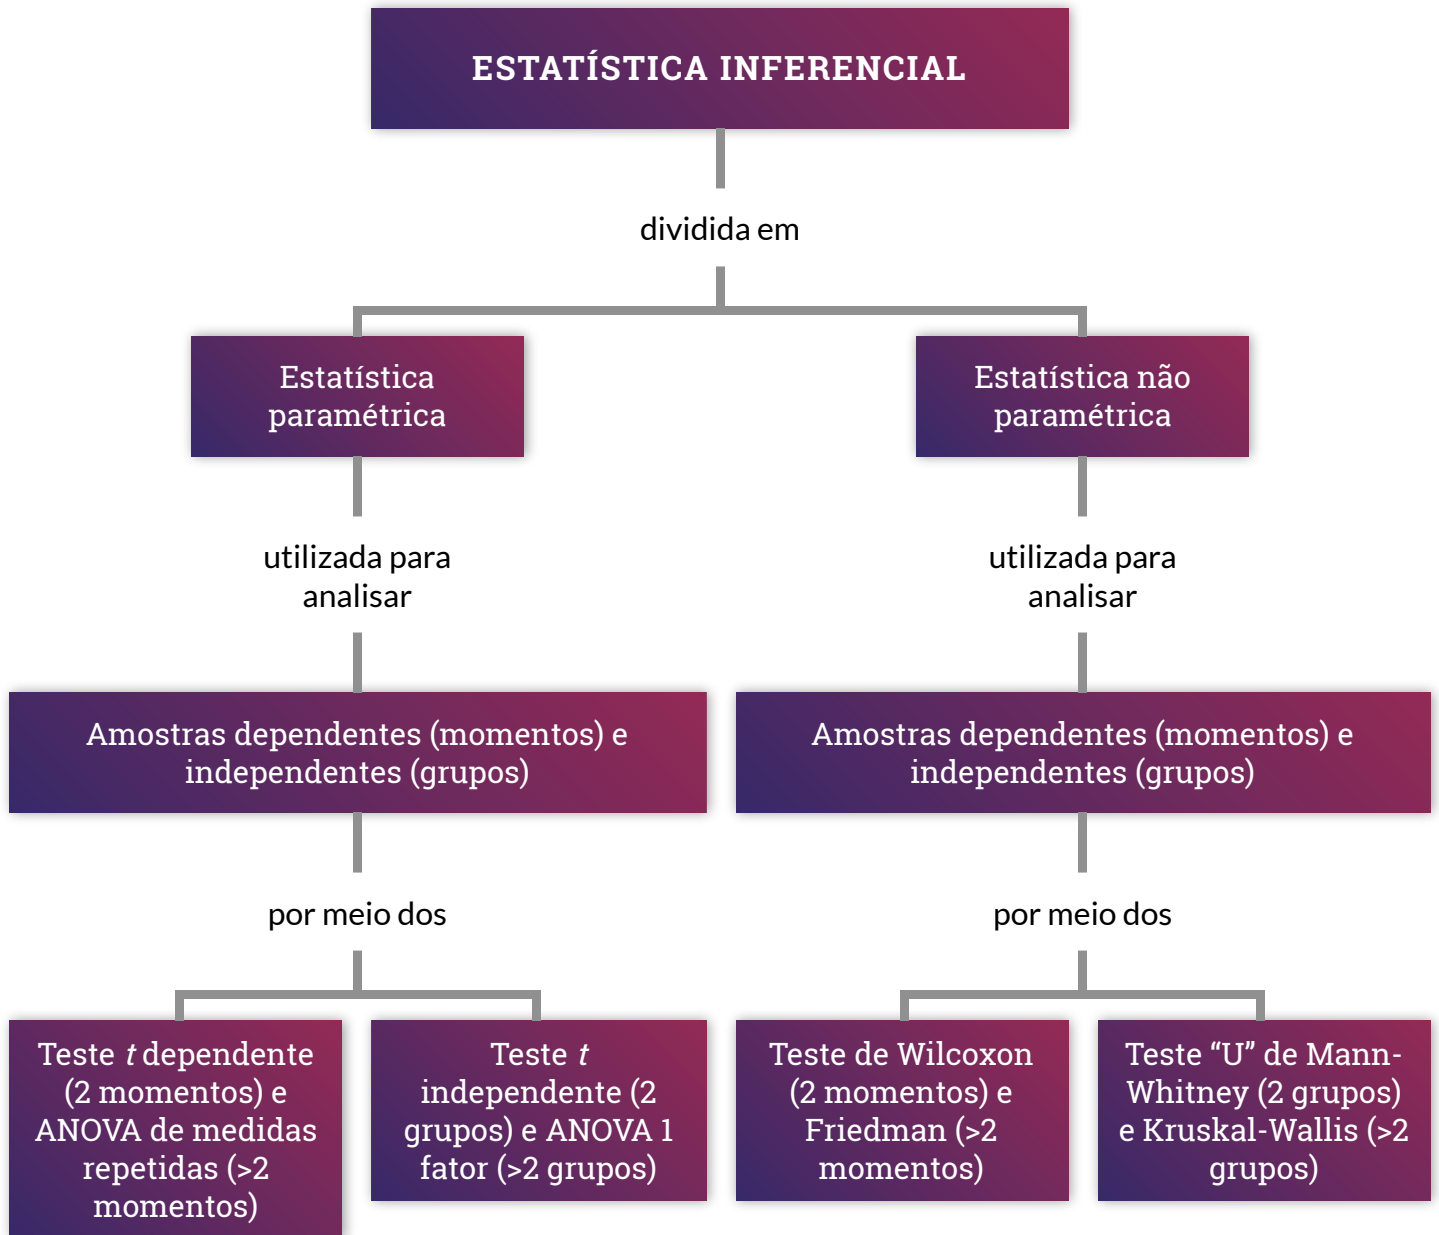 ESTATÍSTICA INFERENCIAL
dividida em
Estatística
paramétrica
Estatística não
paramétrica
utilizada para
analisar
utilizada para
analisar
Amostras dependentes (momentos) e
independentes (grupos)
Amostras dependentes (momentos) e
independentes (grupos)
por meio dos
por meio dos
Teste t dependente
(2 momentos) e
ANOVA de medidas
repetidas (>2
momentos)
Teste t
independente (2
grupos) e ANOVA 1
fator (>2 grupos)
Teste de Wilcoxon
(2 momentos) e
Friedman (>2
momentos)
Teste “U” de Mann-
Whitney (2 grupos)
e Kruskal-Wallis (>2
grupos)